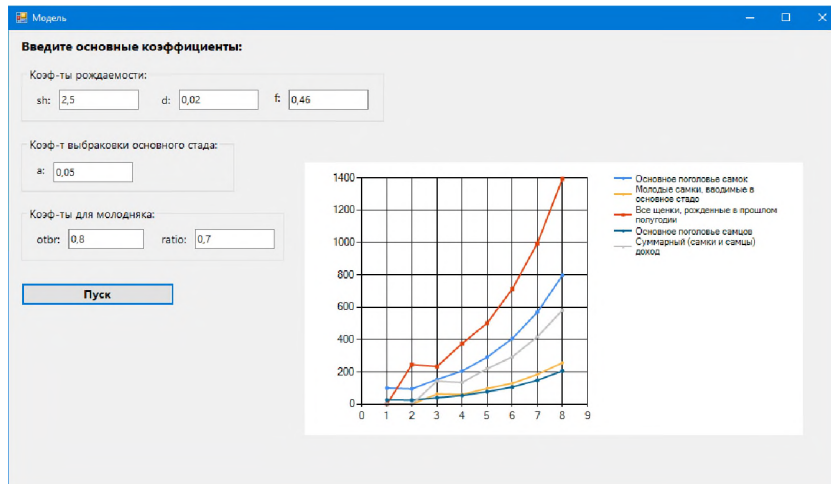 Модель
Введите основные коэффициенты:
Коэф-ты рождаемости:
sh: 2,5 d: 0,02 f: 0,46
Коэф-т выбраковки основного стада:
a: 0,05
Коэф-ты для молодняка:
otbr: 0,8 ratio: 0,7
Пуск
1400
1200
1000
800
600
400
200
0
0 1 2 3 4 5 6 7 8 9
Основное поголовье самок
Молодые самки, вводимые в
основное стадо
Все щенки, рожденные в прошлом
полугодии
Основное поголовье самцов
Суммарный (самки и самцы)
доход